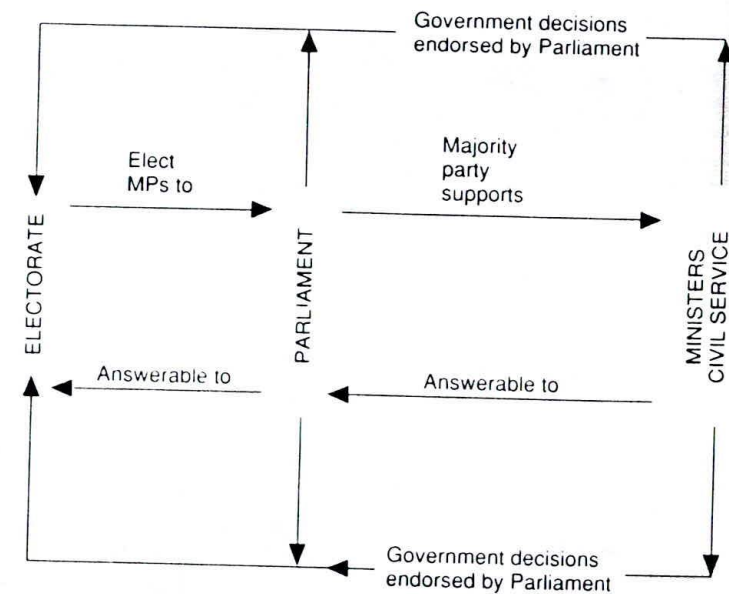 Government decisions
endorsed by Parliament
Elect
MPs to
Majority
party
supports
ELECTORATE
PARLIAMENT
MINISTERS
CIVIL SERVICE
Answerable to
Answerable to
Government decisions
endorsed by Parliament